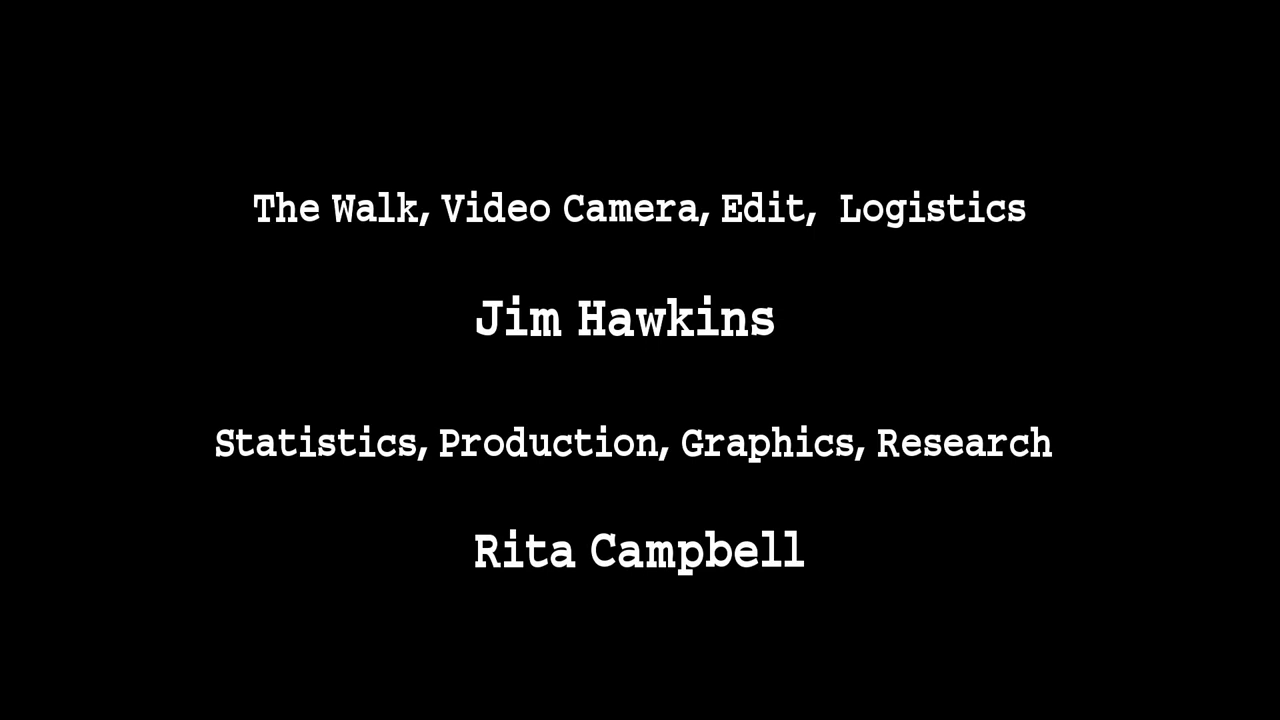 The Walk, Video Camera, Edit, Logistics
Jim Hawkins
Statistics, Production, Graphics, Research
Rita Campbell